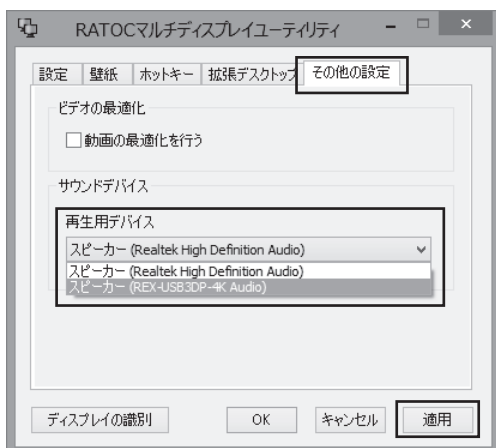 RATOCマルチディスプレイユーティリティ
設定 壁紙 ホットキー 拡張デスクトップ その他の設定
ビデオの最適化
動画の最適化を行う
サウンドデバイス
再生用デバイス
スピーカー (Realtek High Definition Audio)
スピーカー (Realtek High Definition Audio)
スピーカー (REX-USB3DP-4K Audio)
ディスプレイの識別 OK キャンセル 適用